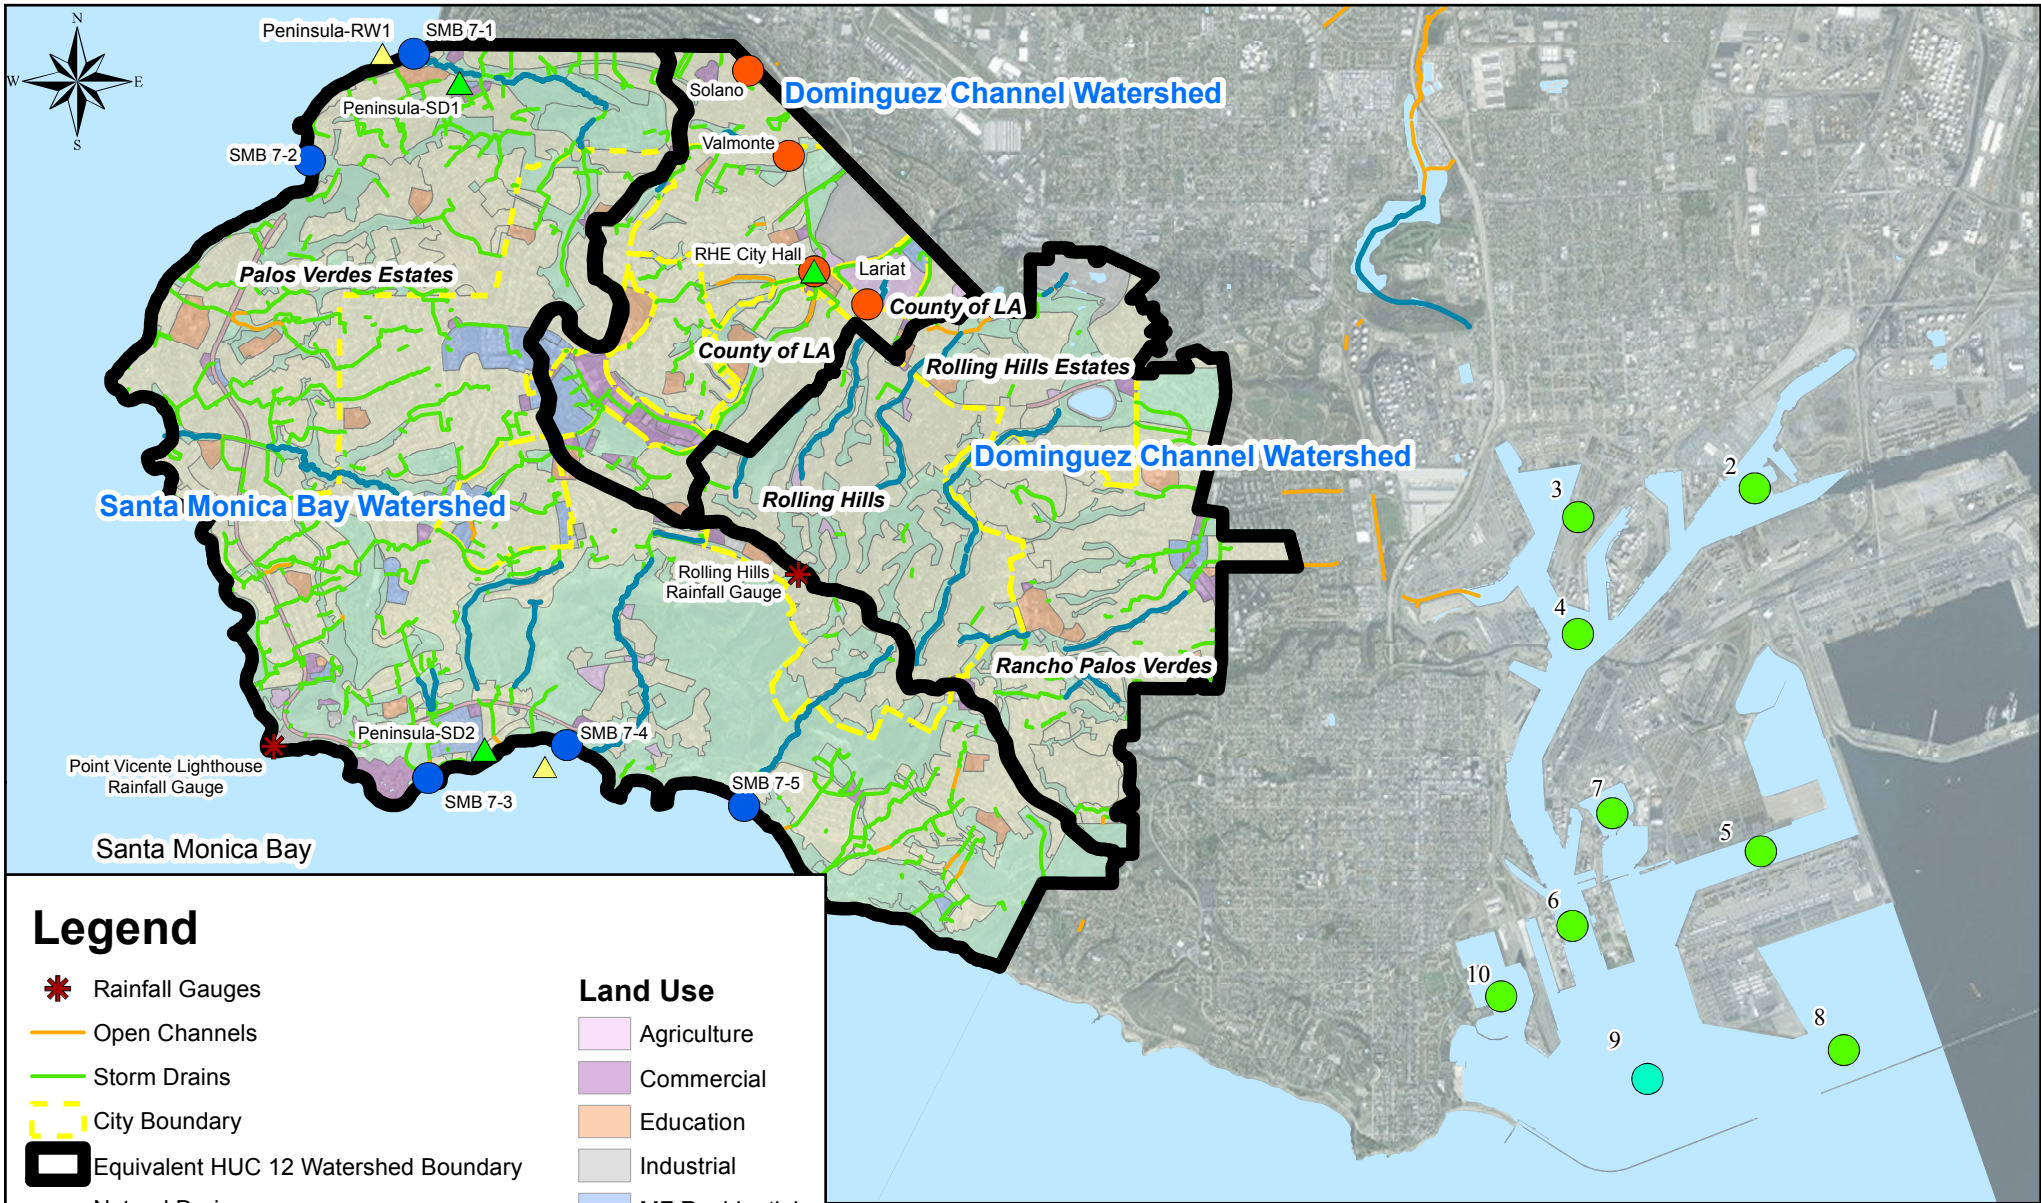 N
W
E
S
Peninsula-RW1
SMB 7-1
Peninsula-SD1
SMB 7-2
Solano
Dominguez Channel Watershed
Valmonte
RHE City Hall
Lariat
Palos Verdes Estates
County of LA
County of LA
Rolling Hills Estates
Dominguez Channel Watershed
Rolling Hills
Santa Monica Bay Watershed
Rolling Hills
Rainfall Gauge
Rancho Palos Verdes
Peninsula-SD2
SMB 7-4
Point Vicente Lighthouse
Rainfall Gauge
SMB 7-3
SMB 7-5
Santa Monica Bay
2
3
4
7
5
6
10
9
8
Legend
Rainfall Gauges
Open Channels
Storm Drains
City Boundary
Equivalent HUC 12 Watershed Boundary
Land Use
Agriculture
Commercial
Education
Industrial